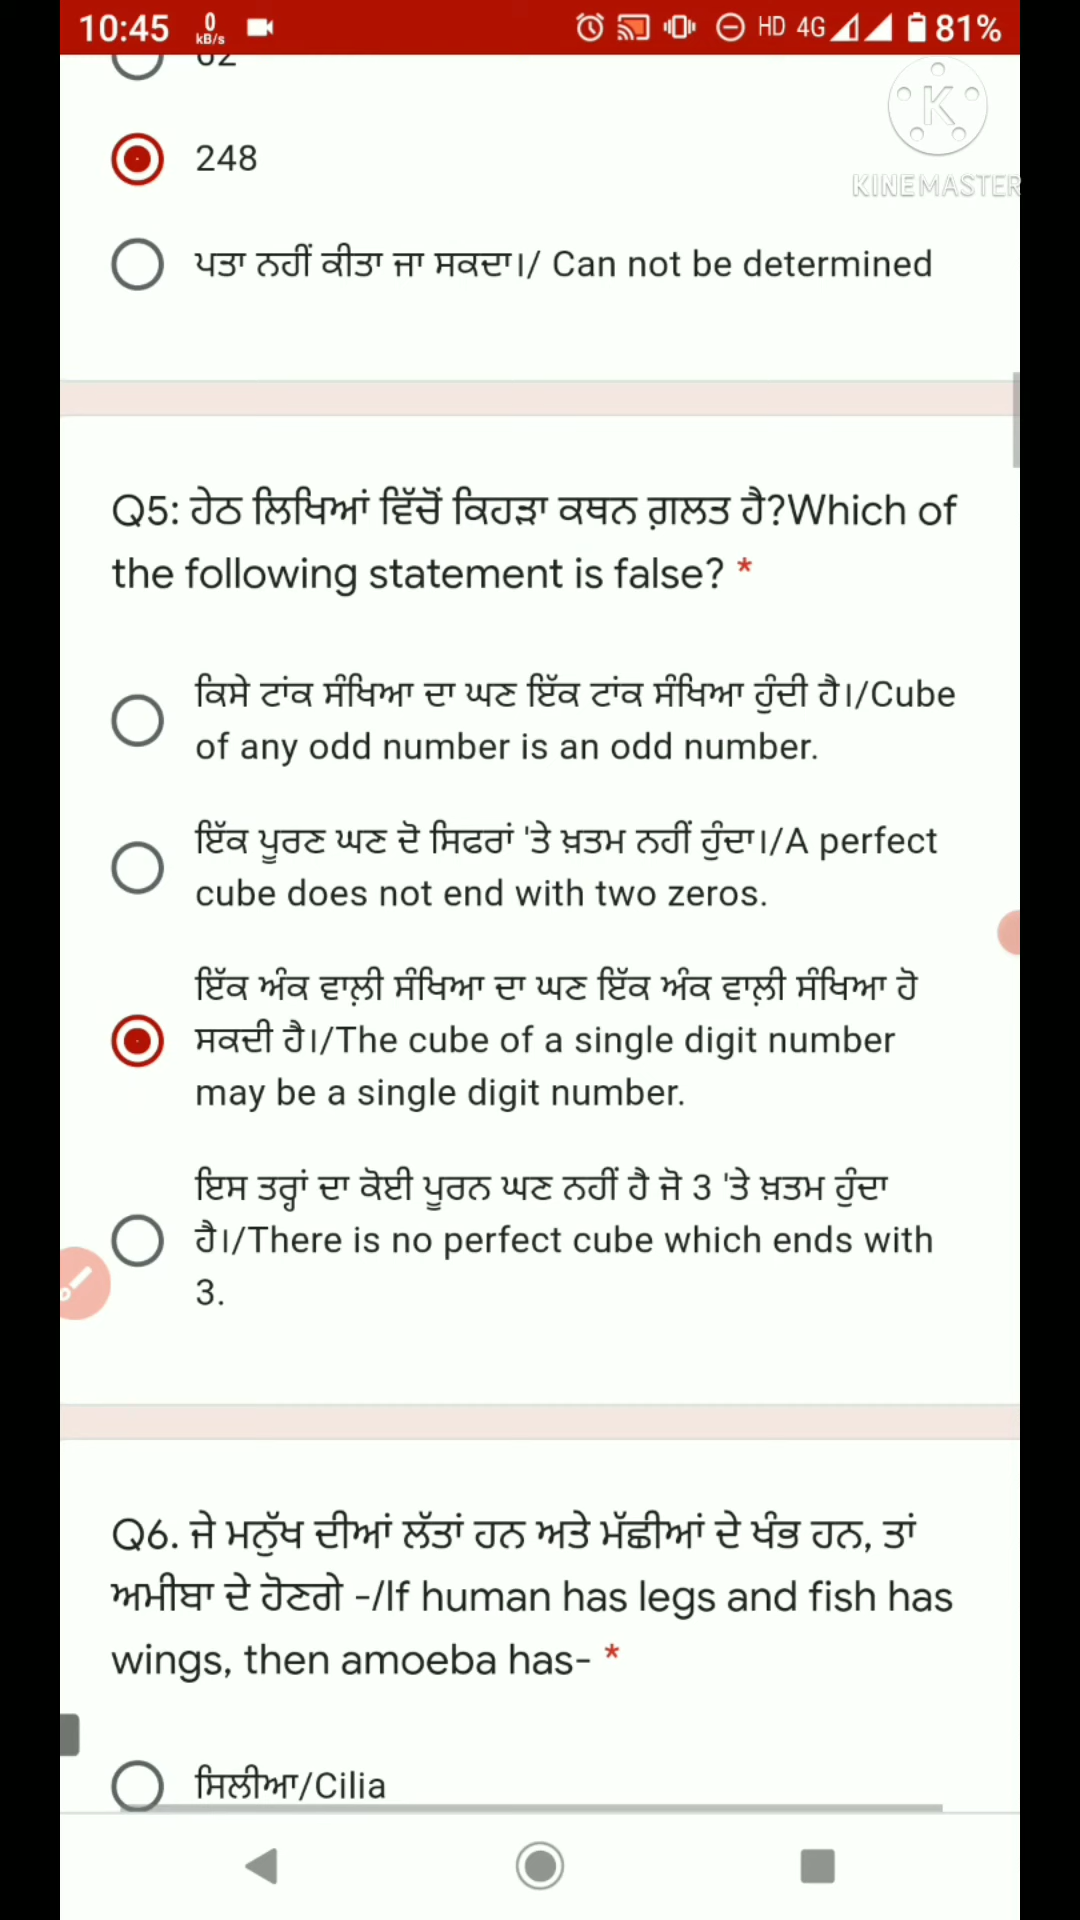 10:45 0 kB/s HD 4G 81%
248
KINEMASTER
ਪਤਾ ਨਹੀਂ ਕੀਤਾ ਜਾ ਸਕਦਾ।/ Can not be determined
Q5: ਹੇਠ ਲਿਖਿਆਂ ਵਿੱਚੋਂ ਕਿਹੜਾ ਕਥਨ ਗ਼ਲਤ ਹੈ?Which of
the following statement is false? *
ਕਿਸੇ ਟਾਂਕ ਸੰਖਿਆ ਦਾ ਘਣ ਇੱਕ ਟਾਂਕ ਸੰਖਿਆ ਹੁੰਦੀ ਹੈ।/Cube
of any odd number is an odd number.
ਇੱਕ ਪੂਰਣ ਘਣ ਦੋ ਸਿਫਰਾਂ 'ਤੇ ਖ਼ਤਮ ਨਹੀਂ ਹੁੰਦਾ।/A perfect
cube does not end with two zeros.
ਇੱਕ ਅੰਕ ਵਾਲ਼ੀ ਸੰਖਿਆ ਦਾ ਘਣ ਇੱਕ ਅੰਕ ਵਾਲ਼ੀ ਸੰਖਿਆ ਹੋ
ਸਕਦੀ ਹੈ।/The cube of a single digit number
may be a single digit number.
ਇਸ ਤਰ੍ਹਾਂ ਦਾ ਕੋਈ ਪੂਰਨ ਘਣ ਨਹੀਂ ਹੈ ਜੋ 3 'ਤੇ ਖ਼ਤਮ ਹੁੰਦਾ
ਹੈ।/There is no perfect cube which ends with
3.
Q6. ਜੇ ਮਨੁੱਖ ਦੀਆਂ ਲੱਤਾਂ ਹਨ ਅਤੇ ਮੱਛੀਆਂ ਦੇ ਖੰਭ ਹਨ, ਤਾਂ
ਅਮੀਬਾ ਦੇ ਹੋਣਗੇ -/If human has legs and fish has
wings, then amoeba has- *
ਸਿਲੀਆ/Cilia